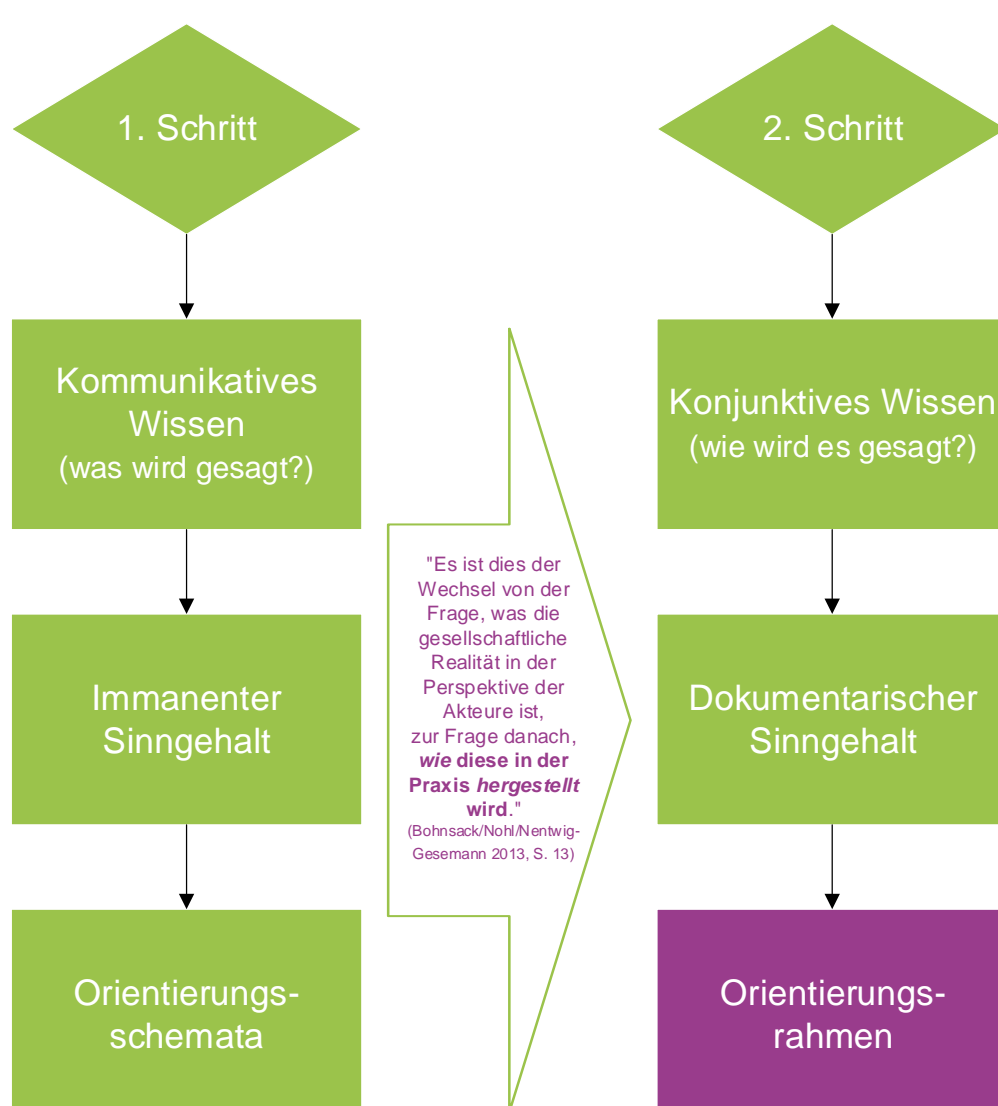 1. Schritt
Kommunikatives
Wissen
(was wird gesagt?)
Immanenter
Sinngehalt
Orientierungs-
schemata
"Es ist dies der
Wechsel von der
Frage, was die
gesellschaftliche
Realität in der
Perspektive der
Akteure ist,
zur Frage danach,
wie diese in der
Praxis hergestellt
wird."
(Bohnsack/Nohl/Nentwig-
Gesemann 2013, S. 13)
2. Schritt
Konjunktives Wissen
(wie wird es gesagt?)
Dokumentarischer
Sinngehalt
Orientierungs-
rahmen